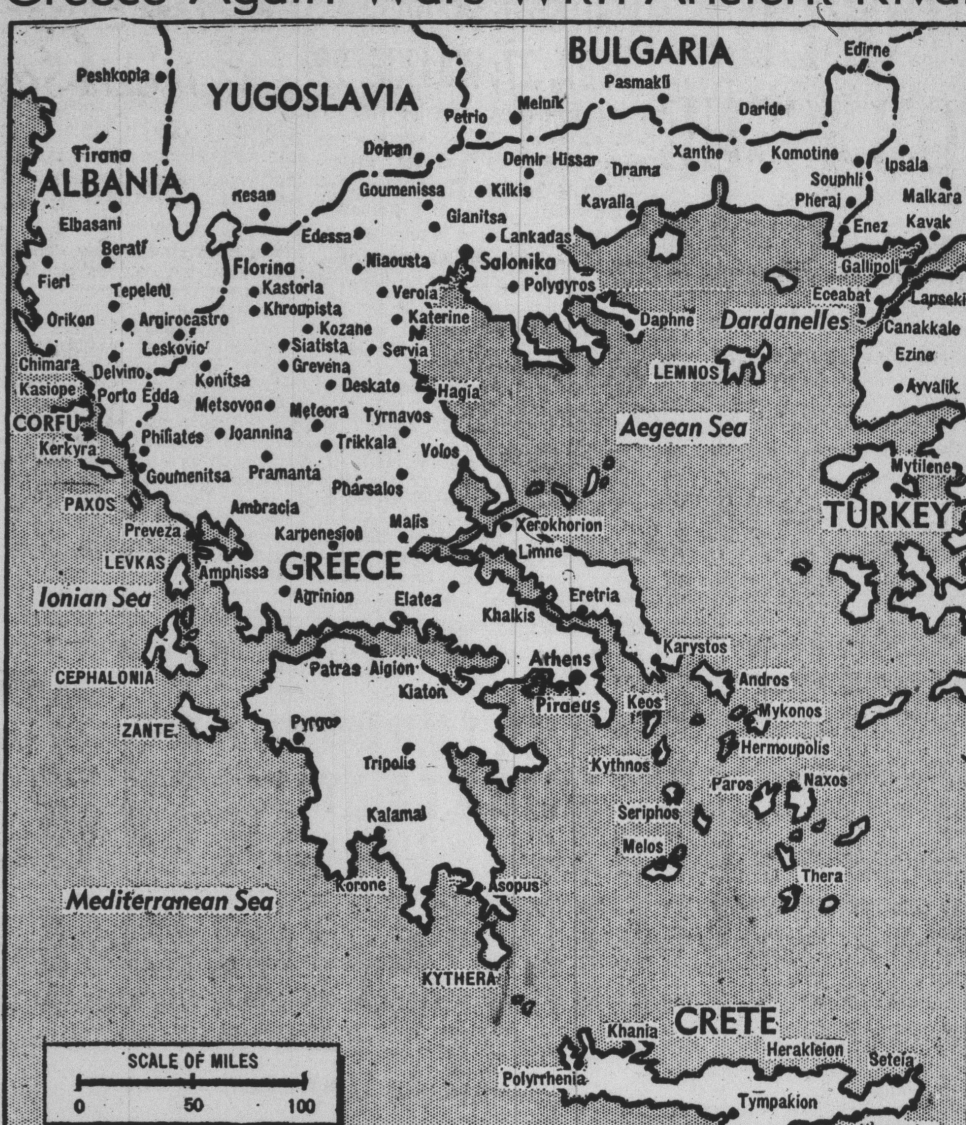 Greece Again Wars With Ancient Rival
BULGARIA
Edirne
Peshkopia
YUGOSLAVIA
Pasmakli
Melnik
Daride
Petrio
Tirana
Doiran
Demir Hissar
Xanthe
Komotine
Ipsala
ALBANIA
Resan
Goumenissa
Kilkis
Drama
Souphli
Malkara
Elbasani
Gianitsa
Kavalla
Pheraj
Kavak
Edessa
Lankadas
Enez
Beratf
Florina
Niaousta
Salonika
Gallipoli
Fierl
Tepeleni
Kastoria
Veroia
Polygyros
Eceabat
Lapseki
Orikon
Argirocastro
Khroupista
Katerine
Daphne
Dardanelles
Canakkale
Kozane
Leskovic
Siatista
Servia
Ezine
Chimara
Delvino
Grevena
LEMNOS
Kasiope
Porto Edda
Konitsa
Deskate
Hagia
Ayvalik
CORFU
Metsovon
Meteora
Tyrnavos
Aegean Sea
Kerkyra
Philiates
Joannina
Trikkala
Volos
Mytilene
Goumenitsa
Pramanta
Pharsalos
PAXOS
Ambracia
TURKEY
Preveza
Karpenesion
Malis
Xerokhorion
LEVKAS
Amphissa
GREECE
Limne
Ionian Sea
Agrinion
Elatea
Eretria
Khalkis
CEPHALONIA
Patras
Aigion
Athens
Karystos
Kiaton
Andros
Piraeus
Keos
ZANTE
Pyrgos
Mykonos
Hermoupolis
Tripolis
Kythnos
Paros
Naxos
Kalamai
Seriphos
Melos
Thera
Korone
Asopus
Mediterranean Sea
KYTHERA
CRETE
Khania
Herakleion
Seteia
SCALE OF MILES
Polyrrhenia
0 50 100
Tympakion